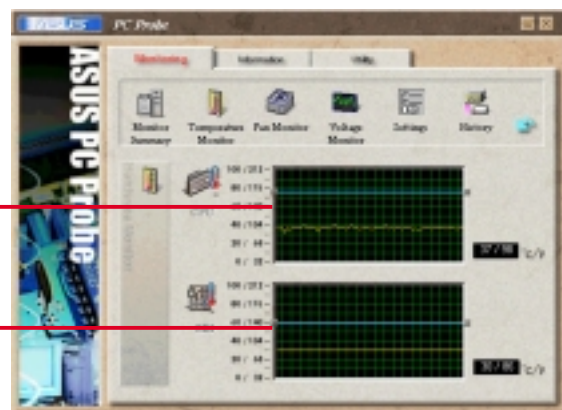 ASUS PC Probe
Monitoring Information Utility
Monitor Summary
Temperature Monitor
Fan Monitor
Voltage Monitor
Settings
History
ASUS PC Probe
CPU
100 / 212
80 / 176
40 / 104
20 / 68
0 / 32
37 / 98 °C/F
100 / 212
80 / 176
60 / 140
40 / 104
20 / 68
0 / 32
°C/F